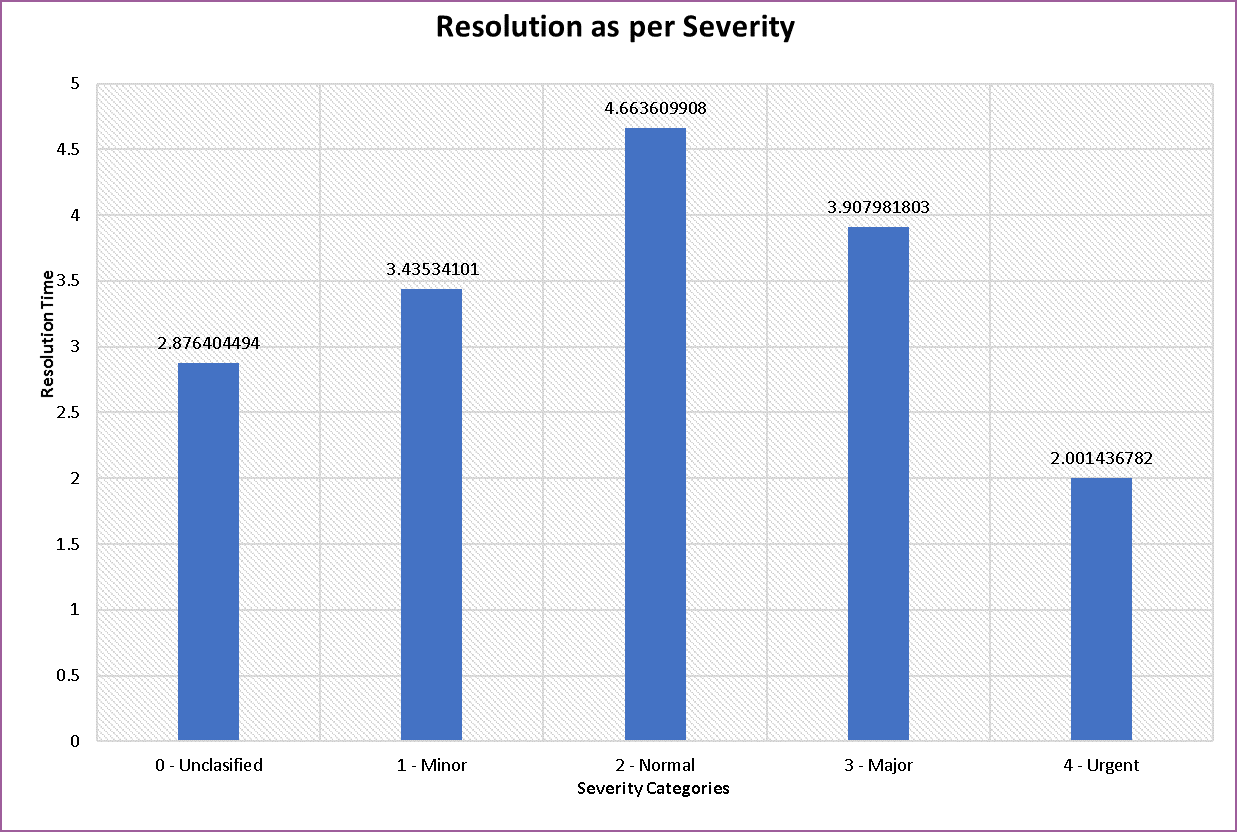 Resolution as per Severity
5
4.5
4
3.5
3
2.5
2
1.5
1
0.5
0
Resolution Time
2.876404494
3.43534101
4.663609908
3.907981803
2.001436782
0 - Unclasified
1 - Minor
2 - Normal
3 - Major
4 - Urgent
Severity Categories